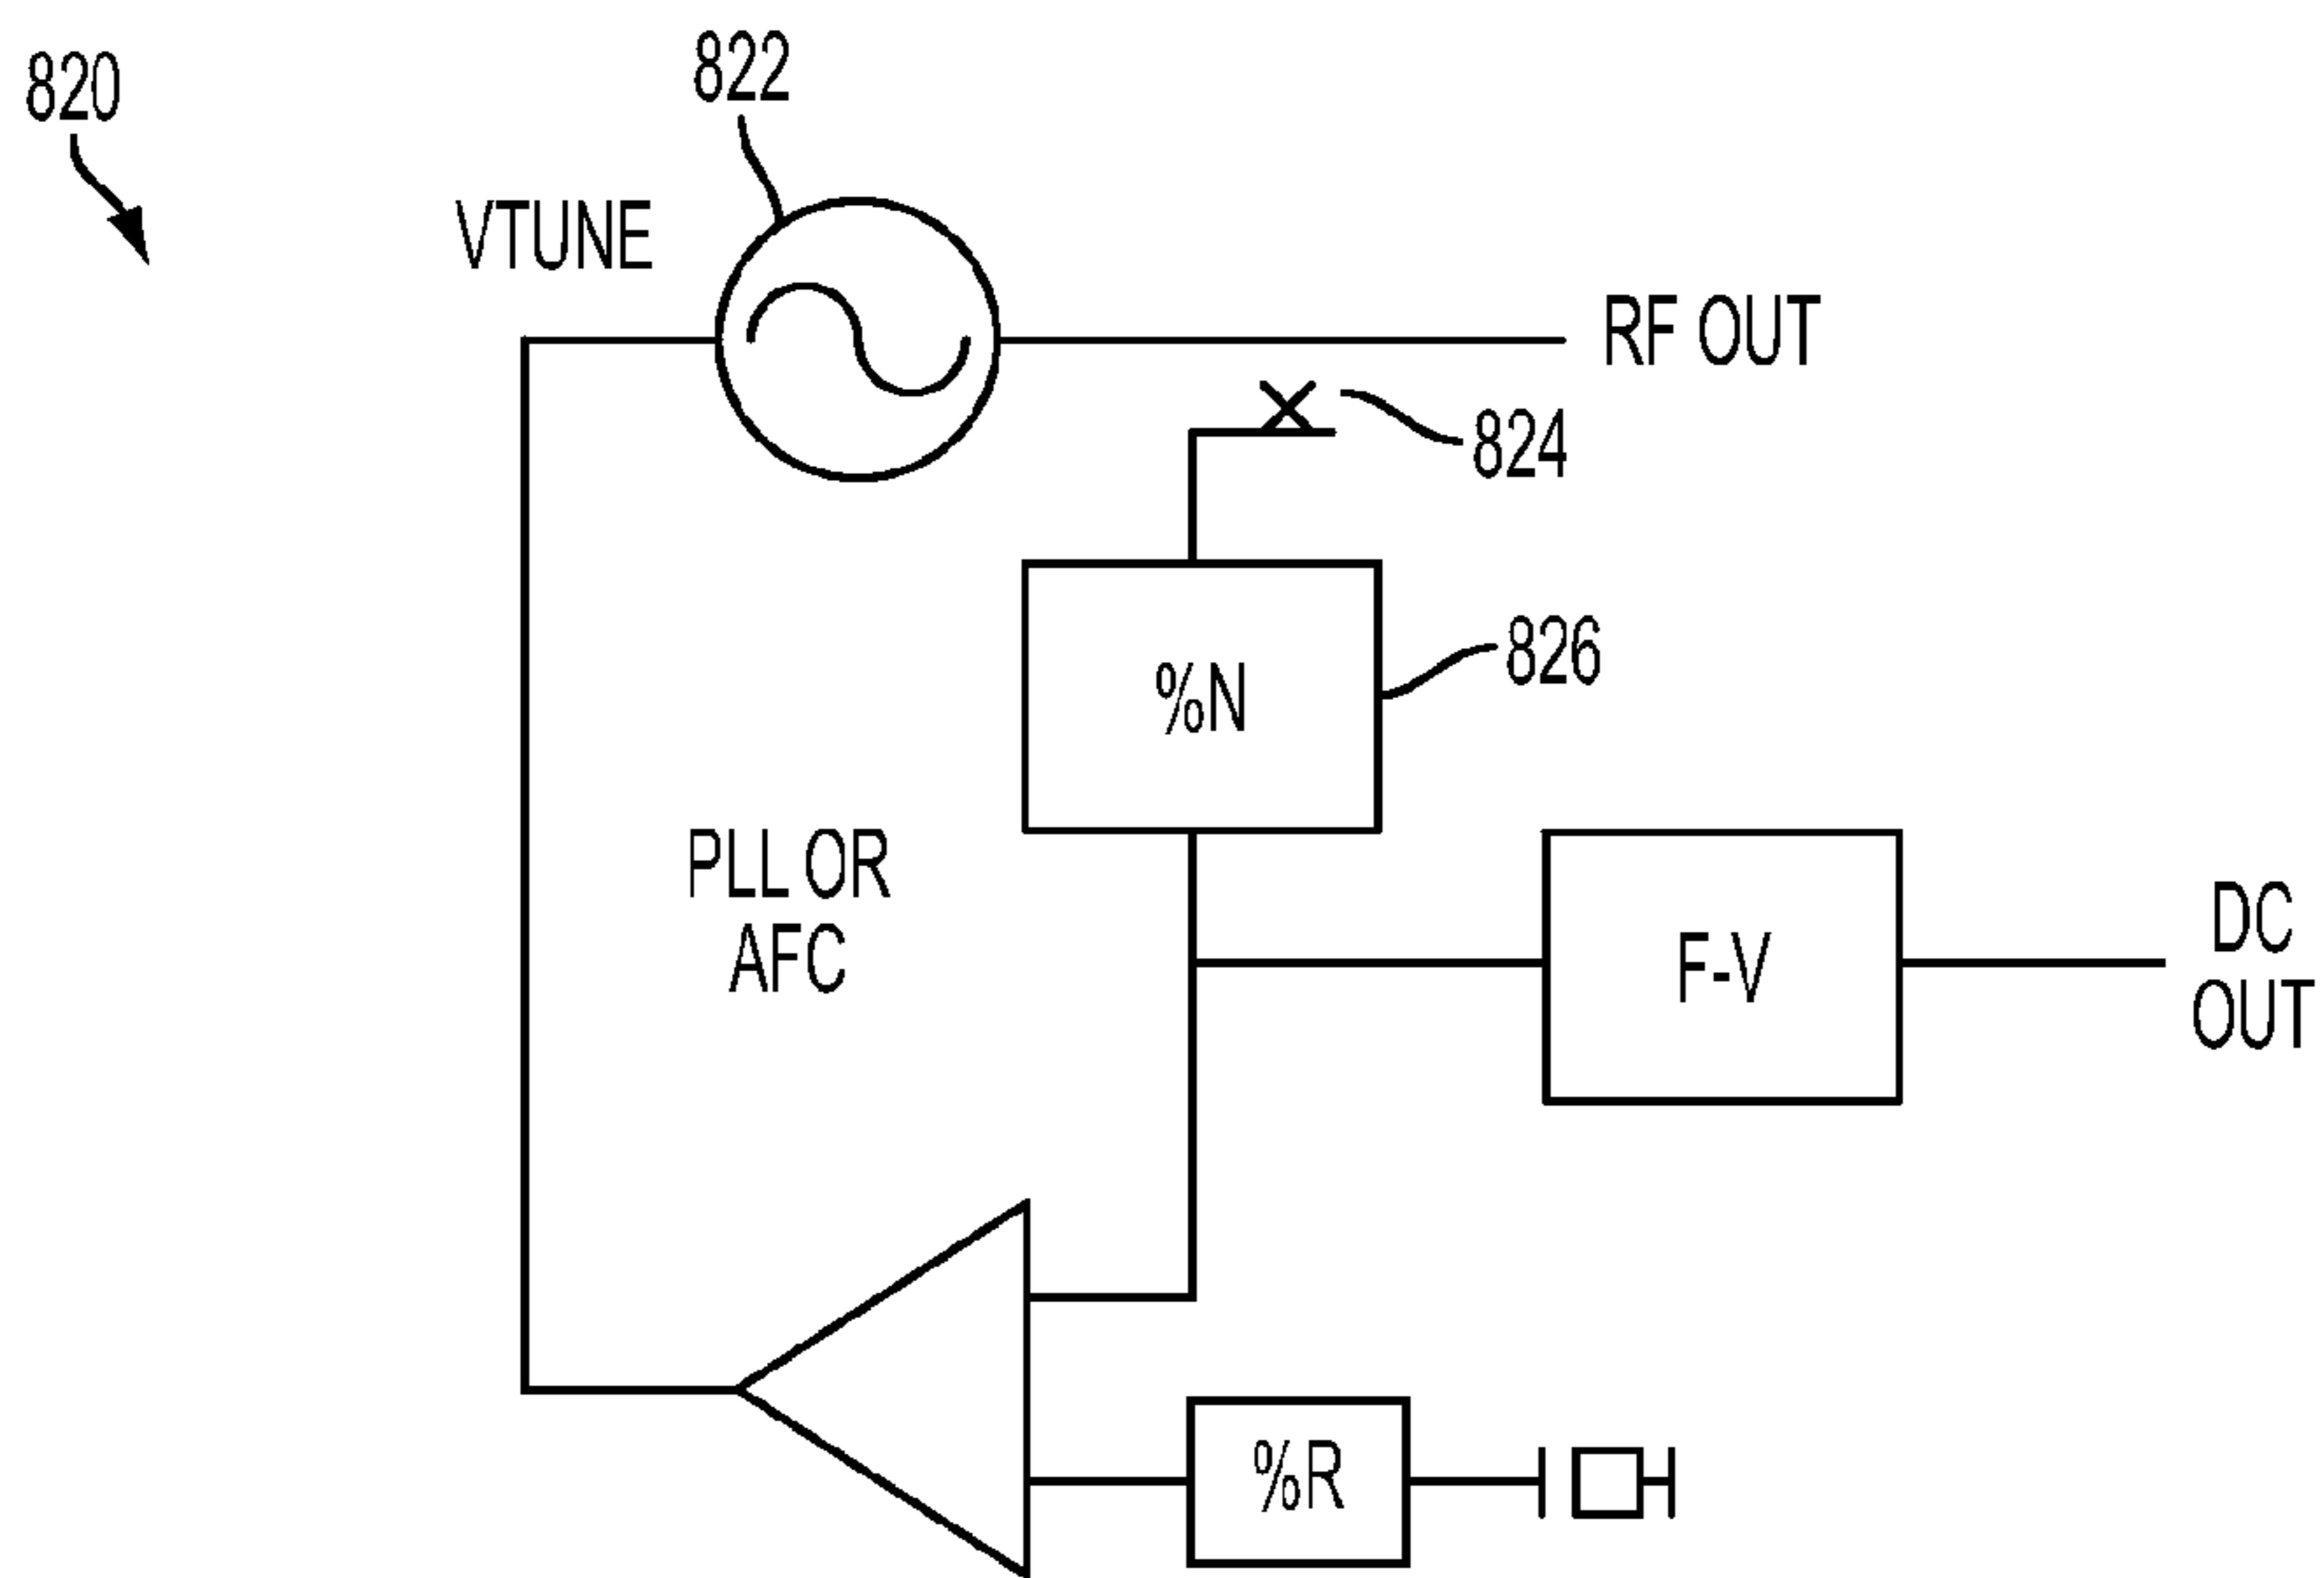 820
822
VTUNE
RF OUT
824
%N
826
PLL OR
AFC
F-V
DC
OUT
%R